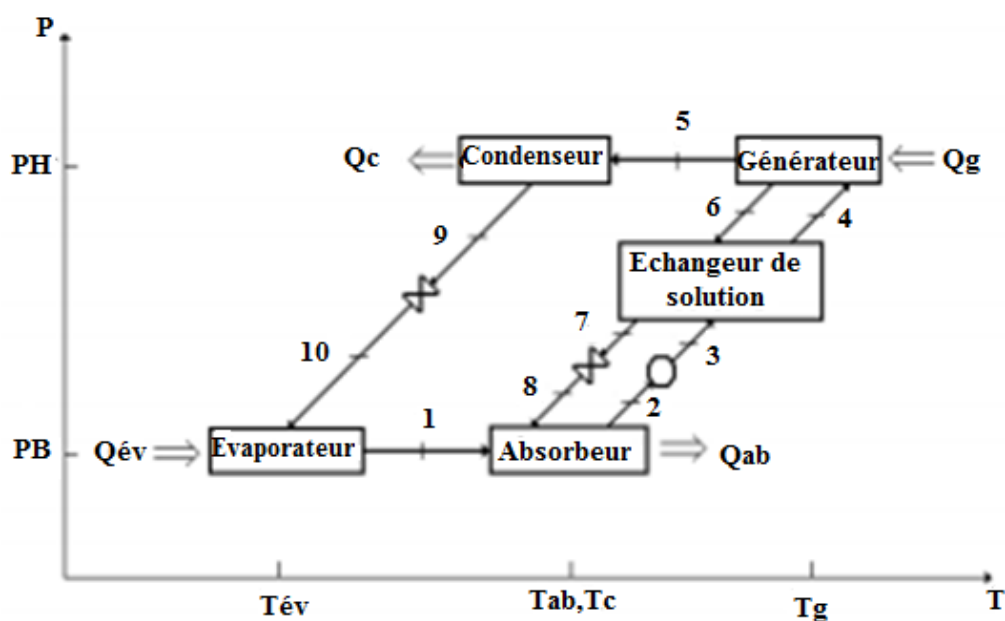 P
5
PH
Qc
Condenseur
Générateur
Qg
6
4
9
Echangeur de
solution
7
3
10
8
2
1
PB
Qév
Evaporateur
Absorbeur
Qab
Tév
Tab,Tc
Tg
T